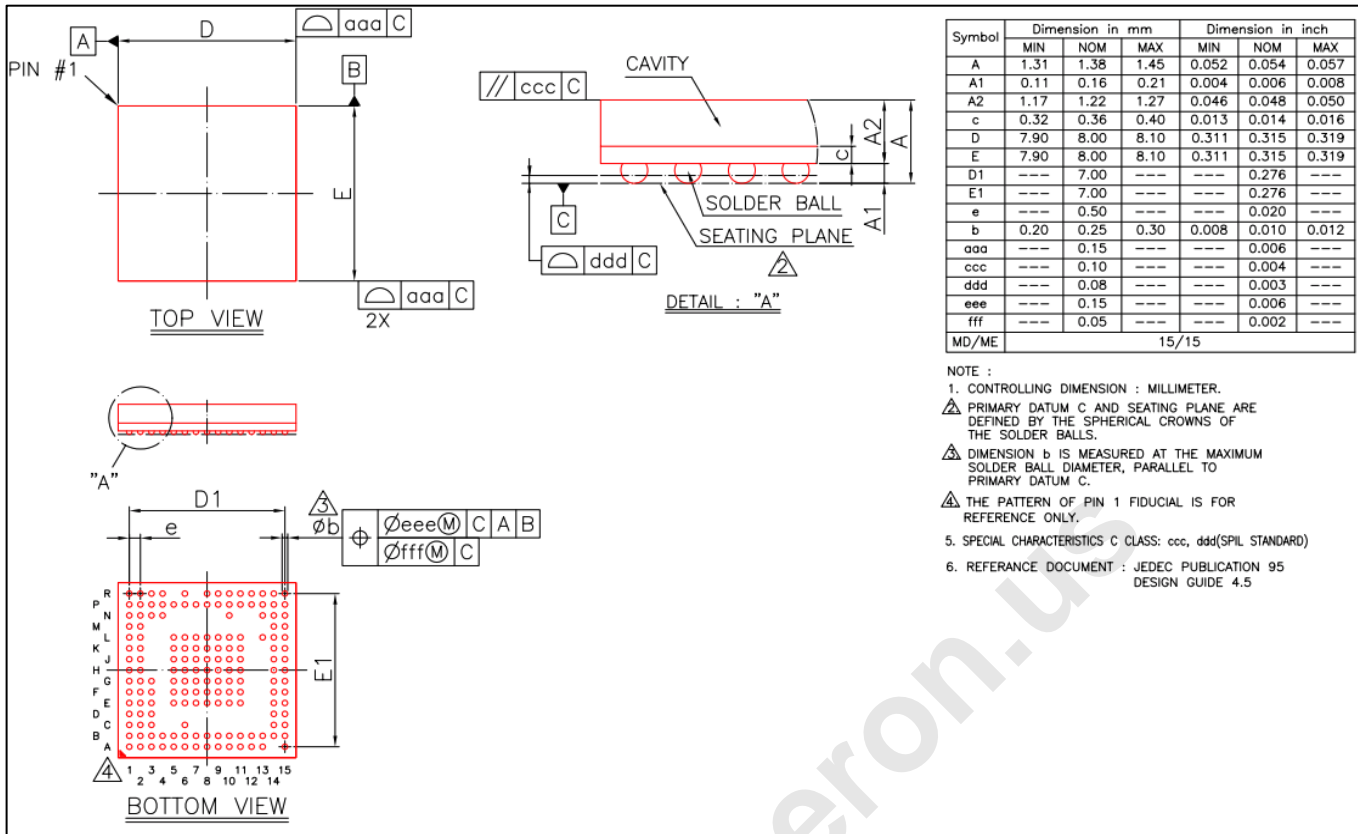 D
aaa C
A
PIN #1
B
E
aaa C
2X
TOP VIEW
CAVITY
// ccc C
A2
A
c
A1
SOLDER BALL
C
SEATING PLANE
2
ddd C
DETAIL : "A"
"A"
D1
3
e
øb
Øeee Ⓜ C A B
Øfff Ⓜ C
R
P
N
M
L
K
J
H
G
F
E
D
C
B
A
E1
4
1 3 5 7 9 11 13 15
2 4 6 8 10 12 14
BOTTOM VIEW
Symbol Dimension in mm Dimension in inch
MIN NOM MAX MIN NOM MAX
A 1.31 1.38 1.45 0.052 0.054 0.057
A1 0.11 0.16 0.21 0.004 0.006 0.008
A2 1.17 1.22 1.27 0.046 0.048 0.050
c 0.32 0.36 0.40 0.013 0.014 0.016
D 7.90 8.00 8.10 0.311 0.315 0.319
E 7.90 8.00 8.10 0.311 0.315 0.319
D1 --- 7.00 --- --- 0.276 ---
E1 --- 7.00 --- --- 0.276 ---
e --- 0.50 --- --- 0.020 ---
b 0.20 0.25 0.30 0.008 0.010 0.012
aaa --- 0.15 --- --- 0.006 ---
ccc --- 0.10 --- --- 0.004 ---
ddd --- 0.08 --- --- 0.003 ---
eee --- 0.15 --- --- 0.006 ---
fff --- 0.05 --- --- 0.002 ---
MD/ME 15/15
NOTE :
1. CONTROLLING DIMENSION : MILLIMETER.
2 PRIMARY DATUM C AND SEATING PLANE ARE
DEFINED BY THE SPHERICAL CROWNS OF
THE SOLDER BALLS.
3 DIMENSION b IS MEASURED AT THE MAXIMUM
SOLDER BALL DIAMETER, PARALLEL TO
PRIMARY DATUM C.
4 THE PATTERN OF PIN 1 FIDUCIAL IS FOR
REFERENCE ONLY.
5. SPECIAL CHARACTERISTICS C CLASS: ccc, ddd(SPIL STANDARD)
6. REFERANCE DOCUMENT : JEDEC PUBLICATION 95
DESIGN GUIDE 4.5
eron.us